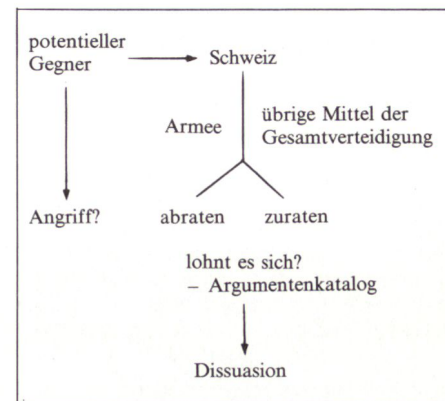 potentieller
Gegner
Schweiz
Armee
übrige Mittel der
Gesamtverteidigung
Angriff?
abraten
zuraten
lohnt es sich?
– Argumentenkatalog
Dissuasion